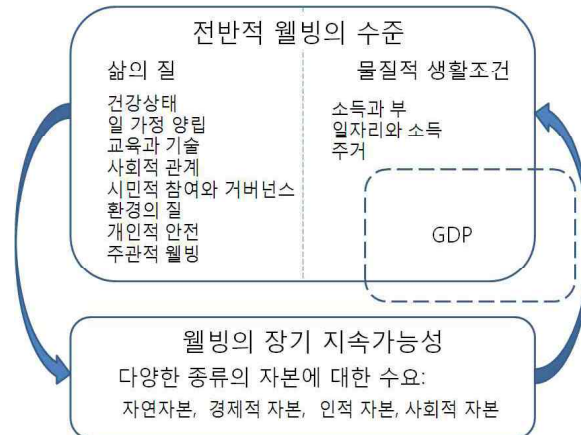 전반적 웰빙의 수준
삶의 질
건강상태
일 가정 양립
교육과 기술
사회적 관계
시민적 참여와 거버넌스
환경의 질
개인적 안전
주관적 웰빙
물질적 생활조건
소득과 부
일자리와 소득
주거
GDP
웰빙의 장기 지속가능성
다양한 종류의 자본에 대한 수요:
자연자본, 경제적 자본, 인적 자본, 사회적 자본